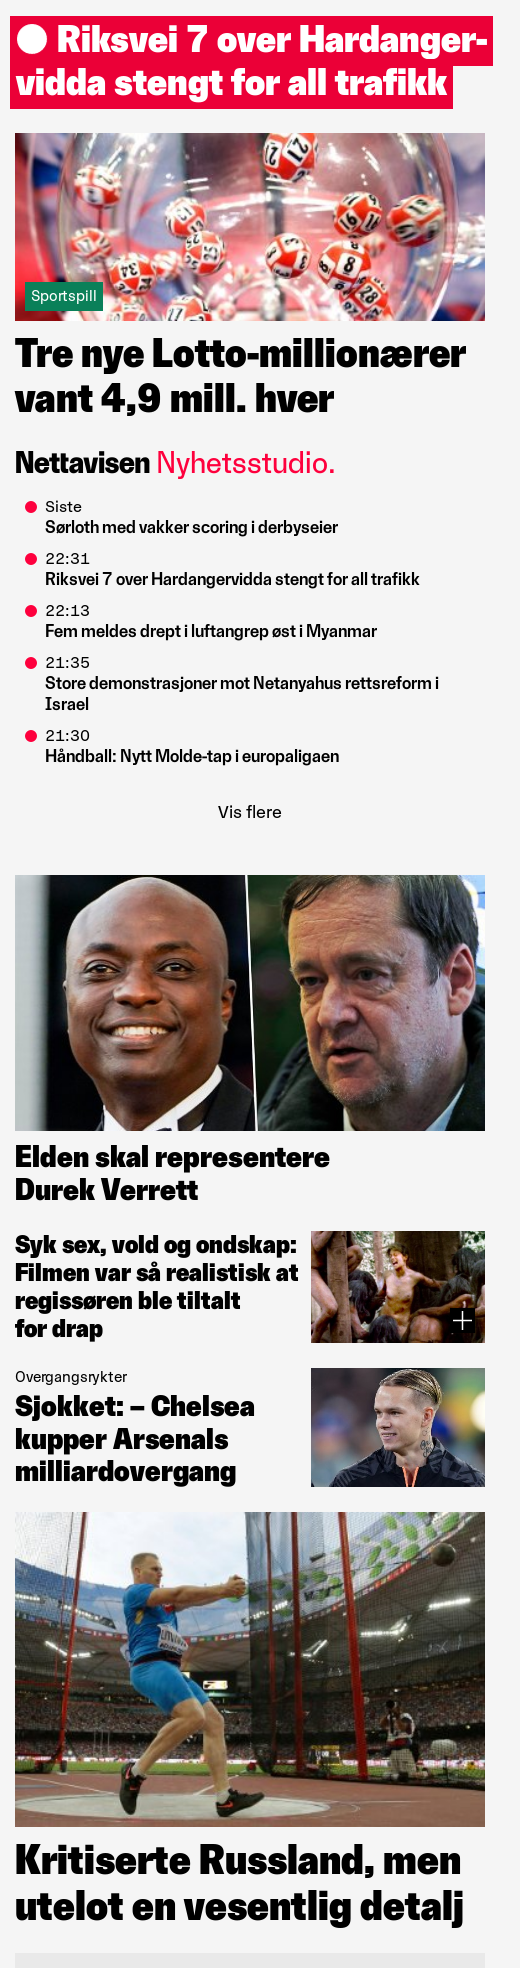 Riksvei 7 over Hardanger-
vidda stengt for all trafikk
Sportspill
Tre nye Lotto-millionærer
vant 4,9 mill. hver
Nettavisen Nyhetsstudio.
Siste
Sørloth med vakker scoring i derbyseier
22:31
Riksvei 7 over Hardangervidda stengt for all trafikk
22:13
Fem meldes drept i luftangrep øst i Myanmar
21:35
Store demonstrasjoner mot Netanyahus rettsreform i
Israel
21:30
Håndball: Nytt Molde-tap i europaligaen
Vis flere
Elden skal representere
Durek Verrett
Syk sex, vold og ondskap:
Filmen var så realistisk at
regissøren ble tiltalt
for drap
Overgangsrykter
Sjokket: – Chelsea
kupper Arsenals
milliardovergang
Kritiserte Russland, men
utelot en vesentlig detalj